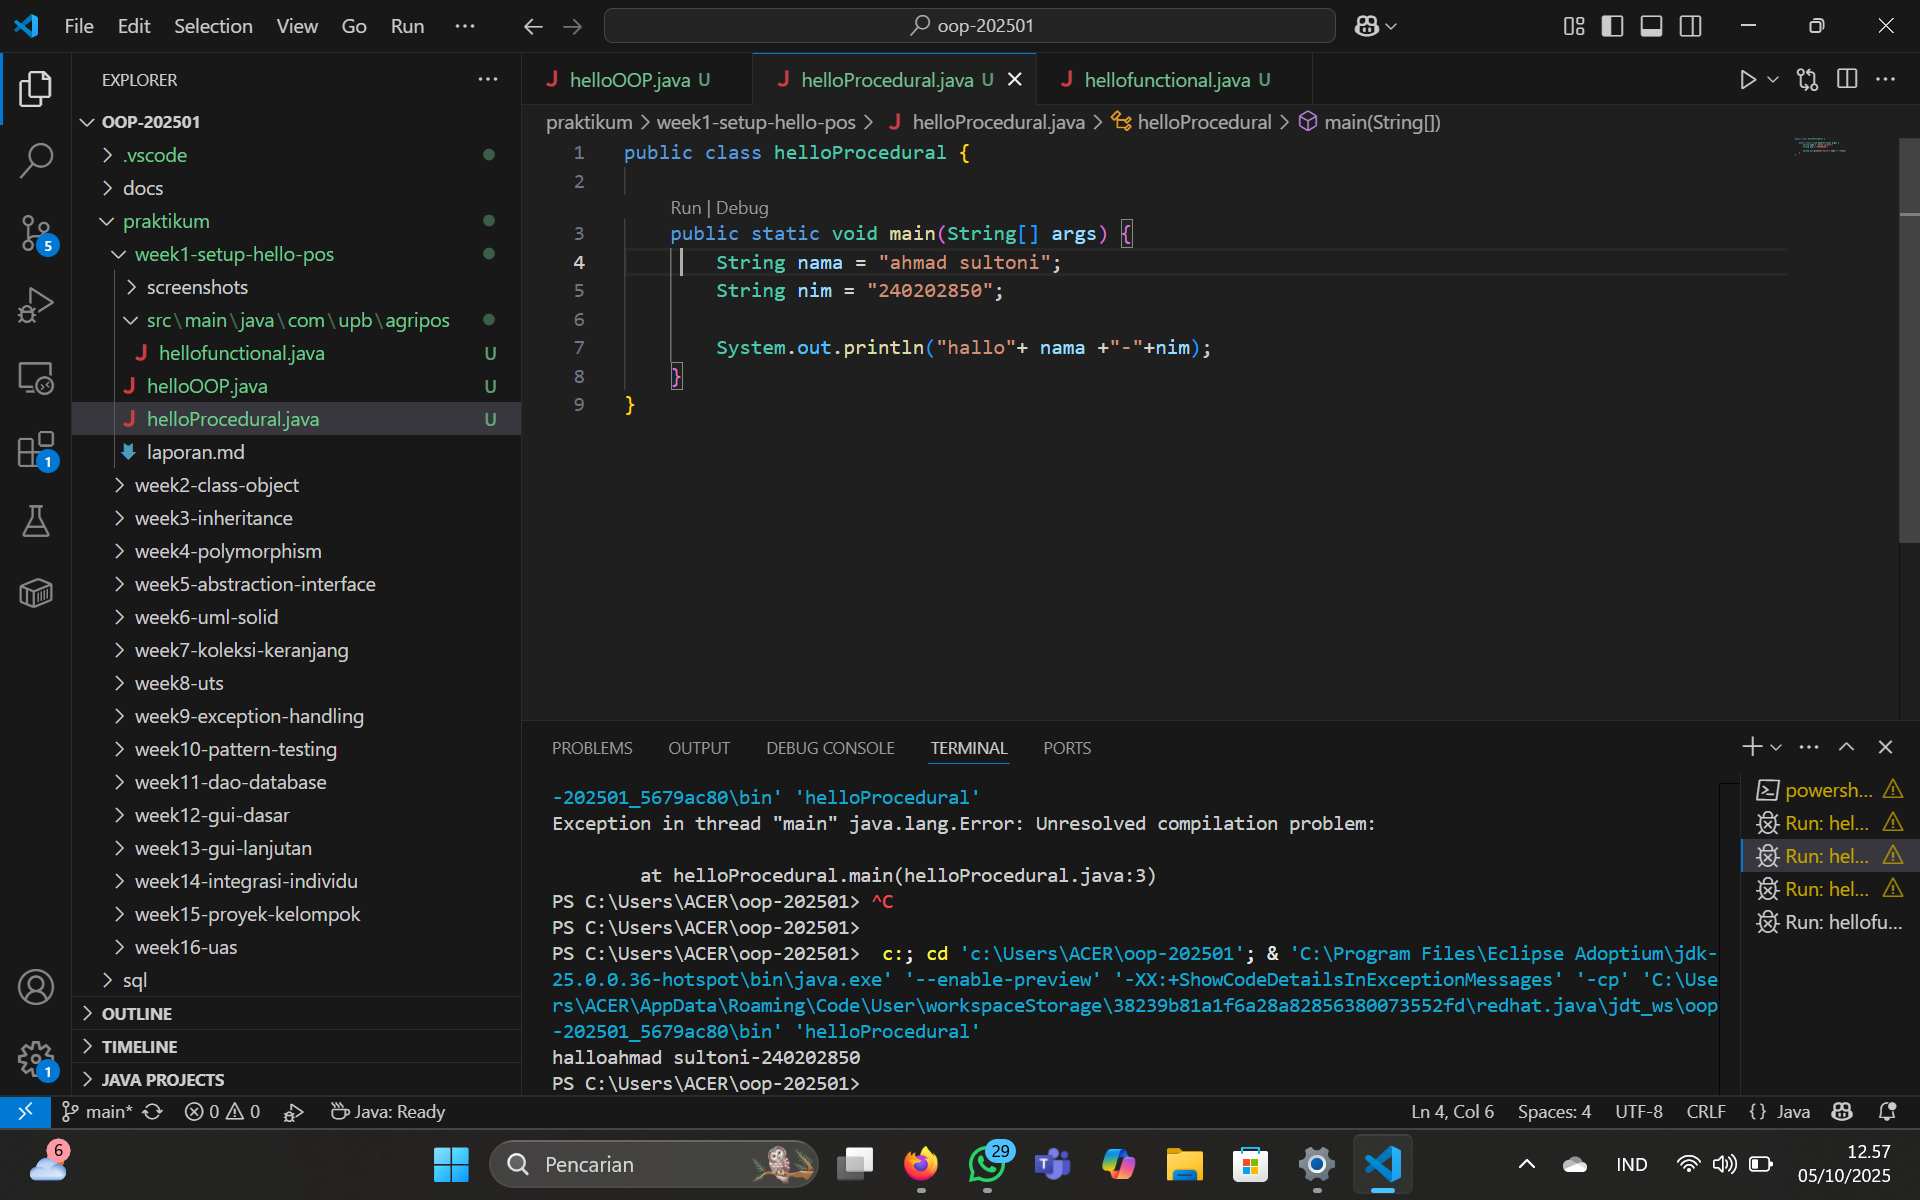 File Edit Selection View Go Run ···
oop-202501
EXPLORER ···
OOP-202501
.vscode
docs
praktikum
week1-setup-hello-pos
screenshots
src\main\java\com\upb\agripos
hellofunctional.java U
helloOOP.java U
helloProcedural.java U
laporan.md
week2-class-object
week3-inheritance
week4-polymorphism
week5-abstraction-interface
week6-uml-solid
week7-koleksi-keranjang
week8-uts
week9-exception-handling
week10-pattern-testing
week11-dao-database
week12-gui-dasar
week13-gui-lanjutan
week14-integrasi-individu
week15-proyek-kelompok
week16-uas
sql
OUTLINE
TIMELINE
JAVA PROJECTS
5
1
1
helloOOP.java U helloProcedural.java U hellofunctional.java U
praktikum > week1-setup-hello-pos > helloProcedural.java > helloProcedural > main(String[])
1 public class helloProcedural {
2
Run | Debug
3 public static void main(String[] args) {
4 String nama = "ahmad sultoni";
5 String nim = "240202850";
6
7 System.out.println("hallo"+ nama +"-"+nim);
8 }
9 }
PROBLEMS OUTPUT DEBUG CONSOLE TERMINAL PORTS
-202501_5679ac80\bin' 'helloProcedural'
Exception in thread "main" java.lang.Error: Unresolved compilation problem:
at helloProcedural.main(helloProcedural.java:3)
PS C:\Users\ACER\oop-202501> ^C
PS C:\Users\ACER\oop-202501>
PS C:\Users\ACER\oop-202501> c:; cd 'c:\Users\ACER\oop-202501'; & 'C:\Program Files\Eclipse Adoptium\jdk-
25.0.0.36-hotspot\bin\java.exe' '--enable-preview' '-XX:+ShowCodeDetailsInExceptionMessages' '-cp' 'C:\Use
rs\ACER\AppData\Roaming\Code\User\workspaceStorage\38239b81a1f6a28a82856380073552fd\redhat.java\jdt_ws\oop
-202501_5679ac80\bin' 'helloProcedural'
halloahmad sultoni-240202850
PS C:\Users\ACER\oop-202501>
powersh...
Run: hel...
Run: hel...
Run: hel...
Run: hellofu...
main* 0 0 Java: Ready
Ln 4, Col 6 Spaces: 4 UTF-8 CRLF {} Java
6
Pencarian
29
IND
12.57
05/10/2025